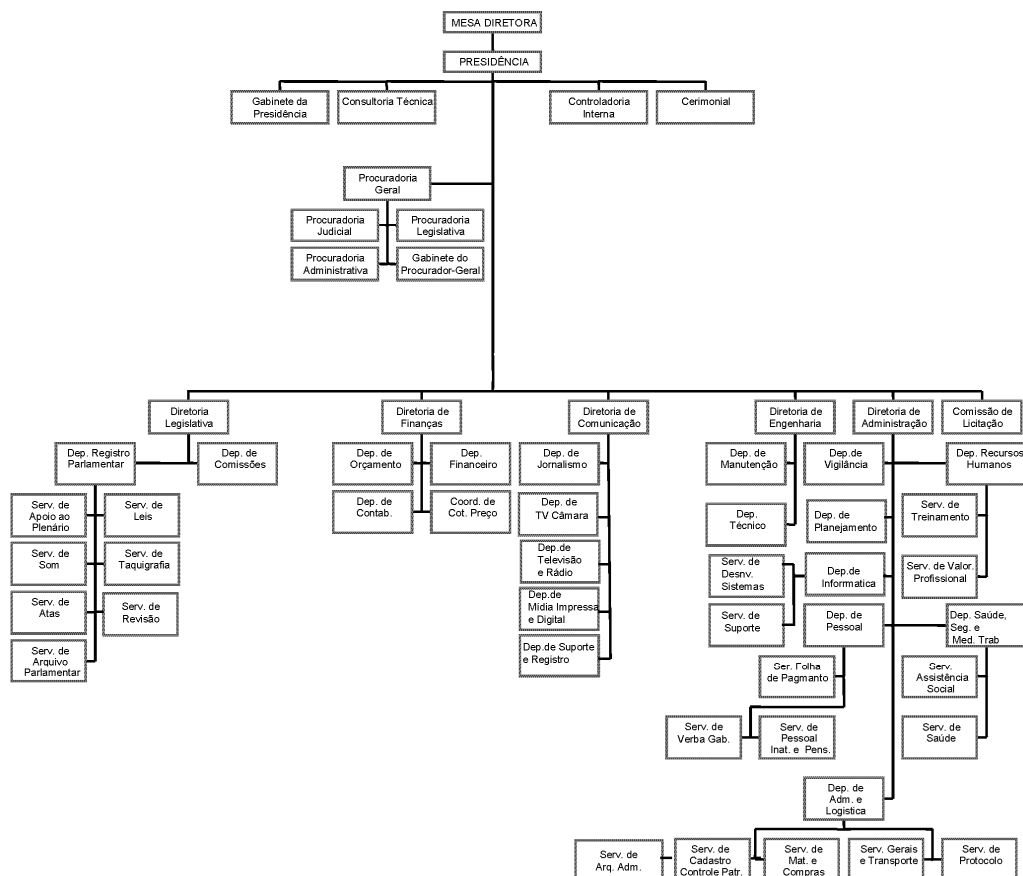 MESA DIRETORA
PRESIDÊNCIA
Gabinete da
Presidência
Consultoria Técnica
Controladoria
Interna
Cerimonial
Procuradoria
Geral
Procuradoria
Judicial
Procuradoria
Legislativa
Procuradoria
Administrativa
Gabinete do
Procurador-Geral
Diretoria
Legislativa
Diretoria de
Finanças
Diretoria de
Comunicação
Diretoria de
Engenharia
Diretoria de
Administração
Comissão de
Licitação
Dep. Registro
Parlamentar
Dep. de
Comissões
Serv. de
Apoio ao
Plenário
Serv. de
Leis
Serv. de
Som
Serv. de
Taquigrafia
Serv. de
Atas
Serv. de
Revisão
Serv. de
Arquivo
Parlamentar
Dep. de
Orçamento
Dep.
Financeiro
Dep. de
Contab.
Coord. de
Cot. Preço
Dep. de
Jornalismo
Dep. de
TV Câmara
Dep.de
Televisão
e Rádio
Dep.de
Mídia Impressa
e Digital
Dep.de Suporte
e Registro
Dep. de
Manutenção
Dep.
Técnico
Dep.de
Vigilância
Dep. Recursos
Humanos
Serv. de
Treinamento
Serv. de Valor.
Profissional
Dep. de
Planejamento
Dep.de
Informatica
Serv. de
Desnv.
Sistemas
Serv. de
Suporte
Dep. de
Pessoal
Dep. Saúde,
Seg. e
Med. Trab
Ser. Folha
de Pagmanto
Serv. de
Verba Gab.
Serv. de
Pessoal
Inat. e Pens.
Serv.
Assistência
Social
Serv. de
Saúde
Dep. de
Adm. e
Logistica
Serv. de
Arq. Adm.
Serv. de
Cadastro
Controle Patr.
Serv. de
Mat. e
Compras
Serv. Gerais
e Transporte
Serv. de
Protocolo